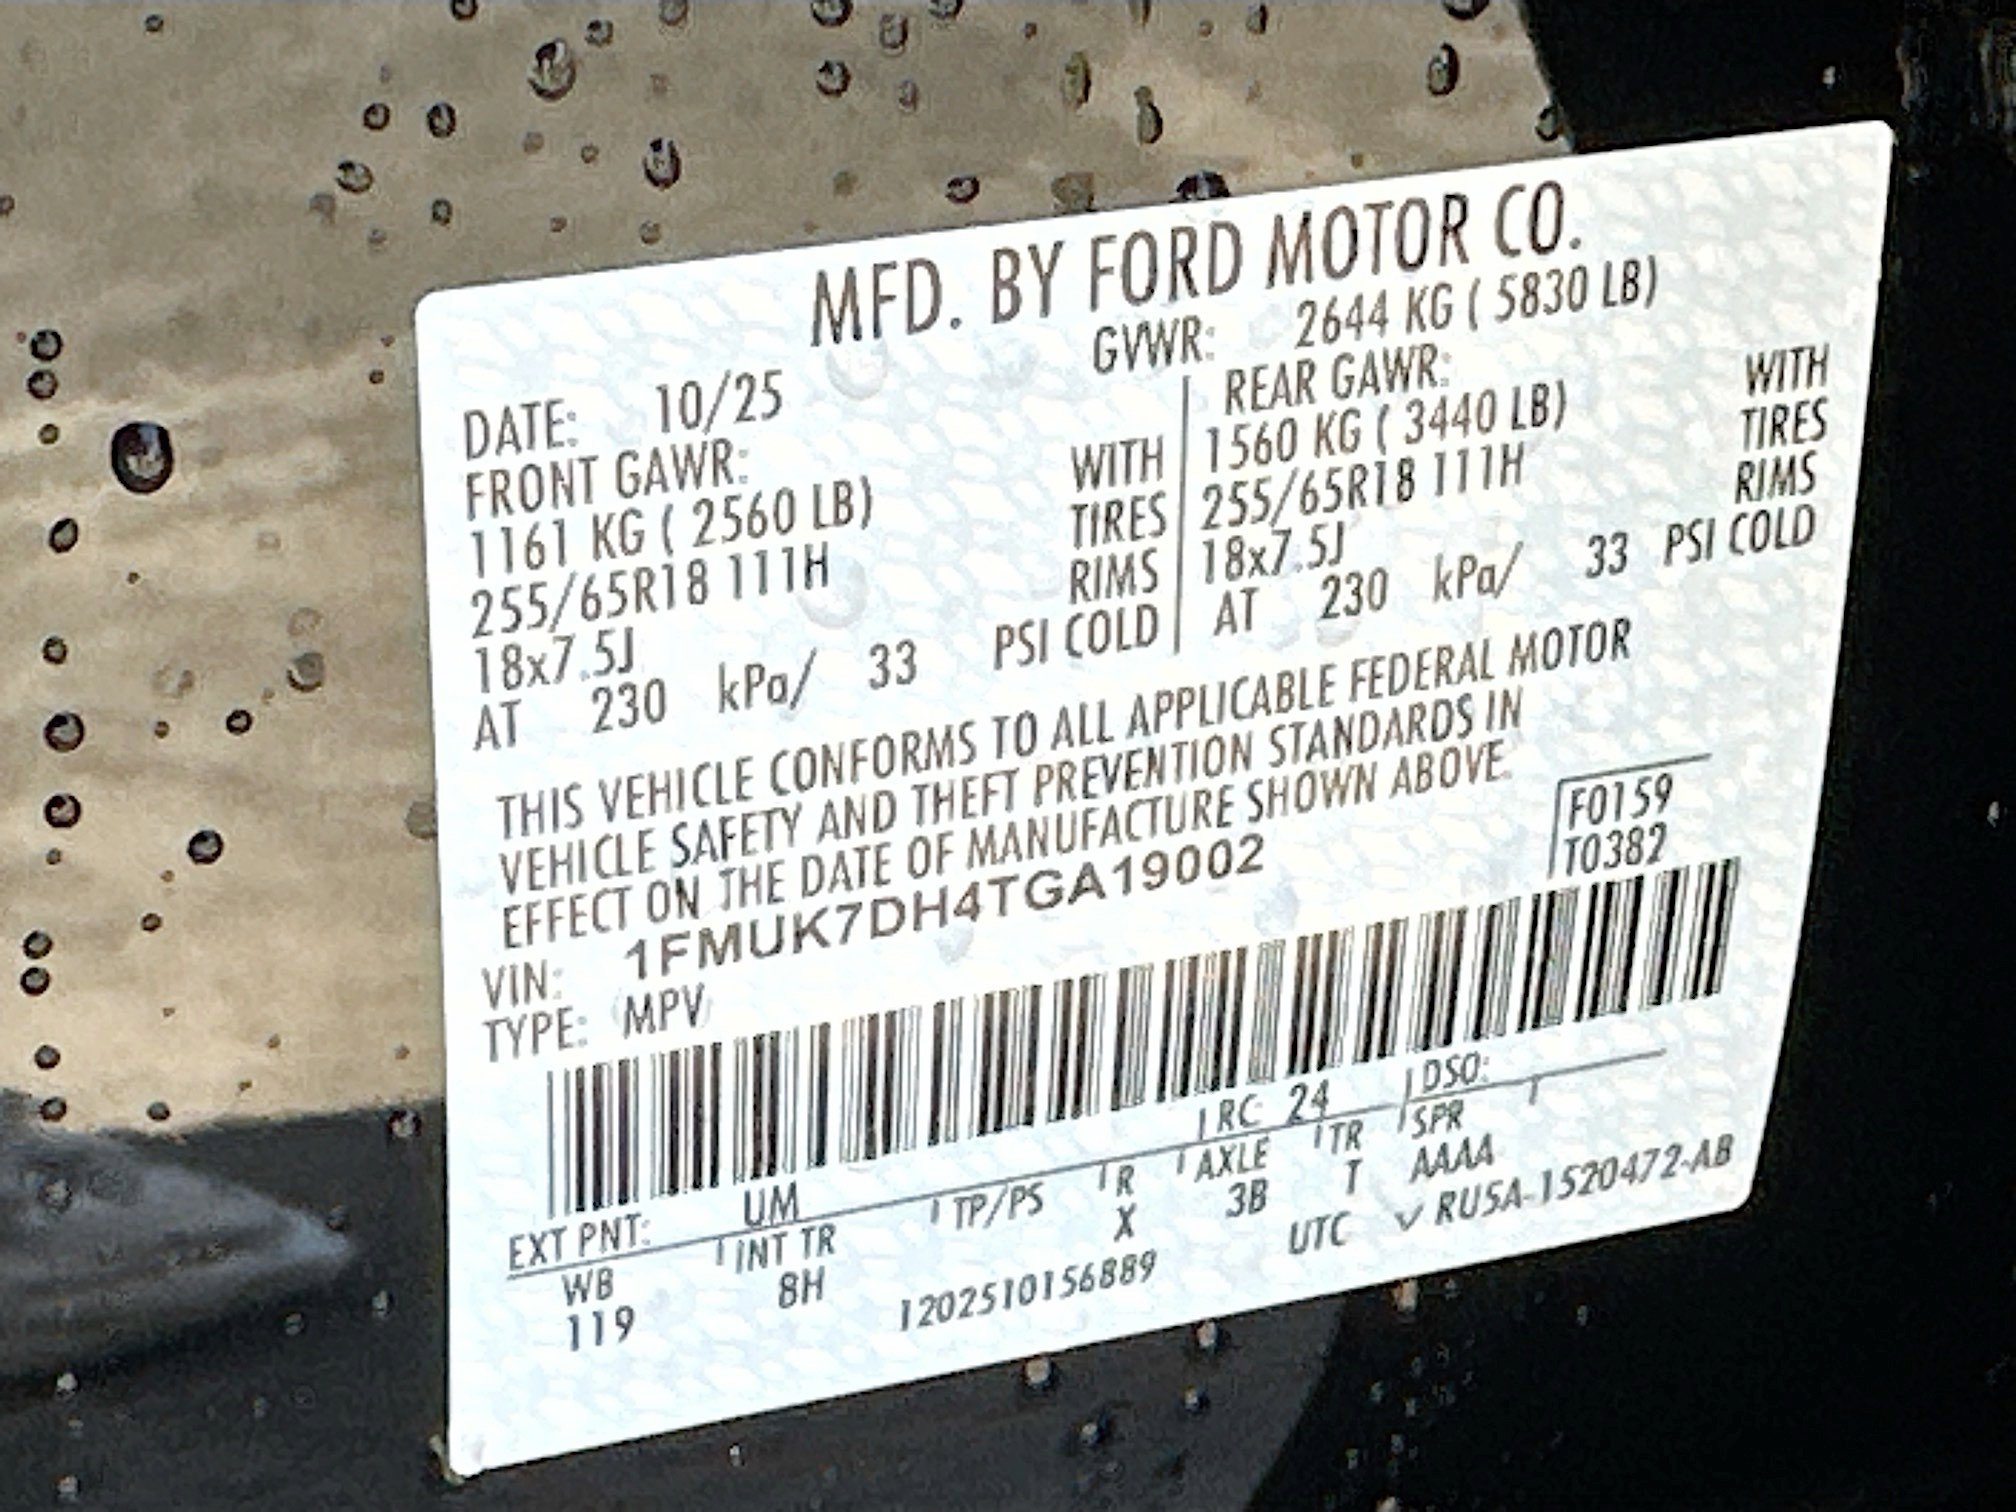 MFD. BY FORD MOTOR CO.
DATE: 10/25 GVWR: 2644 KG ( 5830 LB)
FRONT GAWR:
1161 KG ( 2560 LB) WITH
255/65R18 111H TIRES
18x7.5J RIMS
AT 230 kPa/ 33 PSI COLD
REAR GAWR:
1560 KG ( 3440 LB) WITH
255/65R18 111H TIRES
18x7.5J RIMS
AT 230 kPa/ 33 PSI COLD
THIS VEHICLE CONFORMS TO ALL APPLICABLE FEDERAL MOTOR
VEHICLE SAFETY AND THEFT PREVENTION STANDARDS IN
EFFECT ON THE DATE OF MANUFACTURE SHOWN ABOVE.
VIN: 1FMUK7DH4TGA19002
TYPE: MPV
F0159
T0382
EXT PNT: UM RC: 24 DSO:
WB INT TR TP/PS R AXLE TR SPR
119 8H X 3B T AAAA
1202510156889 UTC √ RU5A-1520472-AB